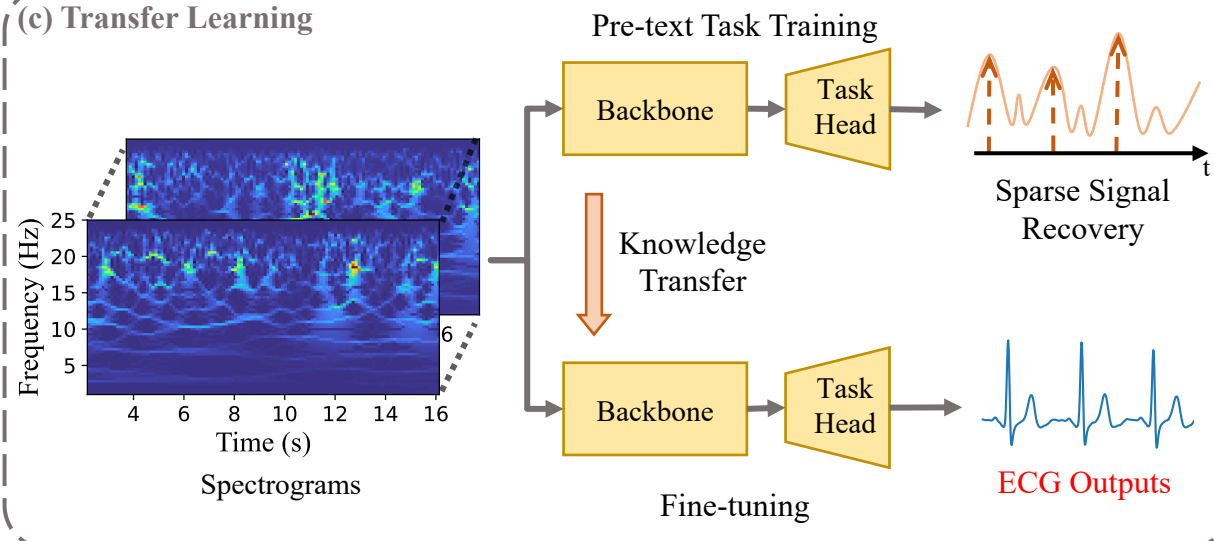 (c) Transfer Learning
Pre-text Task Training
Backbone
Task
Head
t
Sparse Signal
Recovery
Knowledge
Transfer
Frequency (Hz)
25
20
15
10
5
6
4 6 8 10 12 14 16
Time (s)
Spectrograms
Backbone
Task
Head
ECG Outputs
Fine-tuning